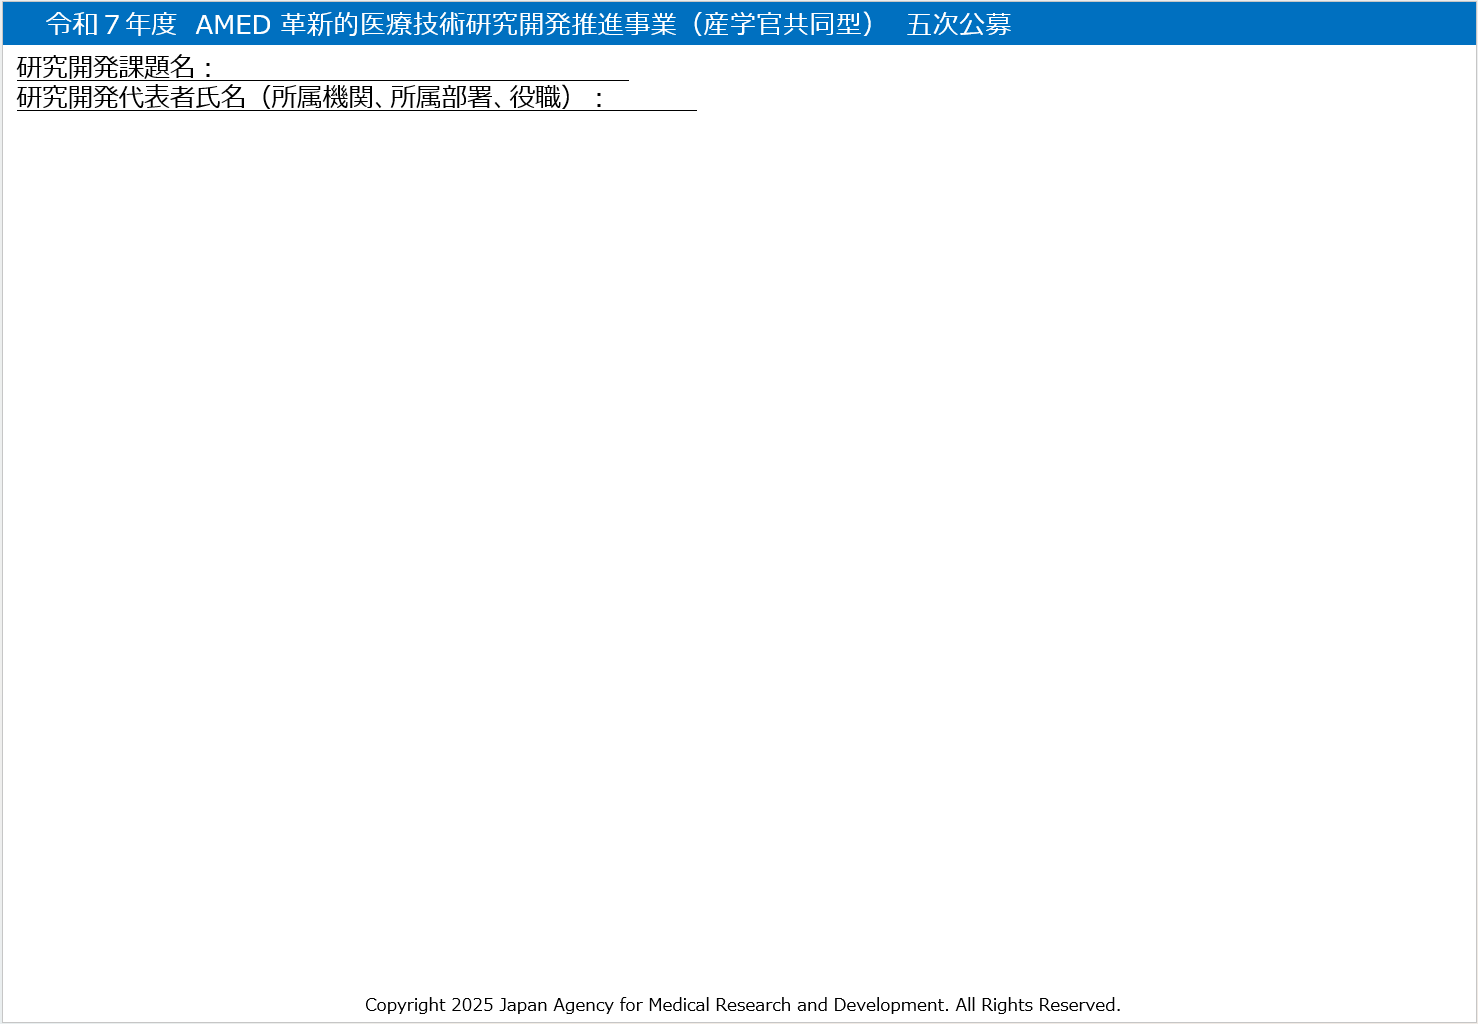 令和７年度 AMED 革新的医療技術研究開発推進事業（産学官共同型） 五次公募
研究開発課題名：
研究開発代表者氏名（所属機関、所属部署、役職）：
Copyright 2025 Japan Agency for Medical Research and Development. All Rights Reserved.